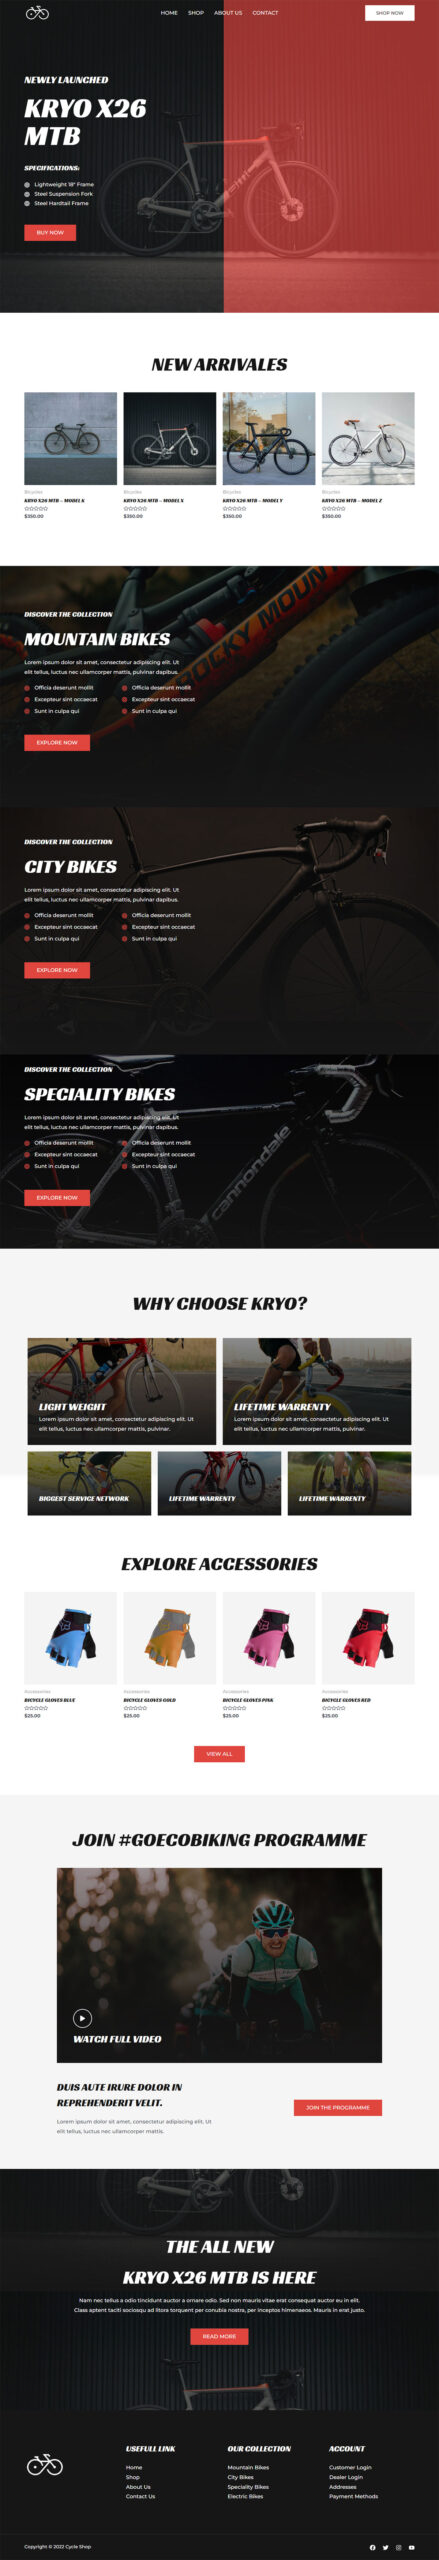 HOME SHOP ABOUT US CONTACT SHOP NOW
NEWLY LAUNCHED
KRYO X26
MTB
SPECIFICATIONS:
Lightweight 18" Frame
Steel Suspension Fork
Steel Hardtail Frame
BUY NOW
NEW ARRIVALES
Bicycles
KRYO X26 MTB – MODEL K
$350.00
Bicycles
KRYO X26 MTB – MODEL X
$350.00
Bicycles
KRYO X26 MTB – MODEL Y
$350.00
Bicycles
KRYO X26 MTB – MODEL Z
$350.00
DISCOVER THE COLLECTION
MOUNTAIN BIKES
ROCKY MOUNT
Lorem ipsum dolor sit amet, consectetur adipiscing elit. Ut
elit tellus, luctus nec ullamcorper mattis, pulvinar dapibus.
Officia deserunt mollit
Excepteur sint occaecat
Sunt in culpa qui
Officia deserunt mollit
Excepteur sint occaecat
Sunt in culpa qui
EXPLORE NOW
DISCOVER THE COLLECTION
CITY BIKES
Lorem ipsum dolor sit amet, consectetur adipiscing elit. Ut
elit tellus, luctus nec ullamcorper mattis, pulvinar dapibus.
Officia deserunt mollit
Excepteur sint occaecat
Sunt in culpa qui
Officia deserunt mollit
Excepteur sint occaecat
Sunt in culpa qui
EXPLORE NOW
DISCOVER THE COLLECTION
SPECIALITY BIKES
Lorem ipsum dolor sit amet, consectetur adipiscing elit. Ut
elit tellus, luctus nec ullamcorper mattis, pulvinar dapibus.
Officia deserunt mollit
Excepteur sint occaecat
Sunt in culpa qui
Officia deserunt mollit
Excepteur sint occaecat
Sunt in culpa qui
cannondale
EXPLORE NOW
WHY CHOOSE KRYO?
LIGHT WEIGHT
Lorem ipsum dolor sit amet, consectetur adipiscing elit. Ut
elit tellus, luctus nec ullamcorper mattis, pulvinar.
LIFETIME WARRENTY
Lorem ipsum dolor sit amet, consectetur adipiscing elit. Ut
elit tellus, luctus nec ullamcorper mattis, pulvinar.
BIGGEST SERVICE NETWORK
LIFETIME WARRENTY
LIFETIME WARRENTY
EXPLORE ACCESSORIES
Accessories
BICYCLE GLOVES BLUE
$25.00
Accessories
BICYCLE GLOVES GOLD
$25.00
Accessories
BICYCLE GLOVES PINK
$25.00
Accessories
BICYCLE GLOVES RED
$25.00
VIEW ALL
JOIN #GOECOBIKING PROGRAMME
WATCH FULL VIDEO
DUIS AUTE IRURE DOLOR IN
REPREHENDERIT VELIT.
Lorem ipsum dolor sit amet, consectetur adipiscing elit. Ut
elit tellus, luctus nec ullamcorper mattis.
JOIN THE PROGRAMME
THE ALL NEW
KRYO X26 MTB IS HERE
Nam nec tellus a odio tincidunt auctor a ornare odio. Sed non mauris vitae erat consequat auctor eu in elit.
Class aptent taciti sociosqu ad litora torquent per conubia nostra, per inceptos himenaeos. Mauris in erat justo.
READ MORE
USEFULL LINK
Home
Shop
About Us
Contact Us
OUR COLLECTION
Mountain Bikes
City Bikes
Speciality Bikes
Electric Bikes
ACCOUNT
Customer Login
Dealer Login
Addresses
Payment Methods
Copyright © 2022 Cycle Shop